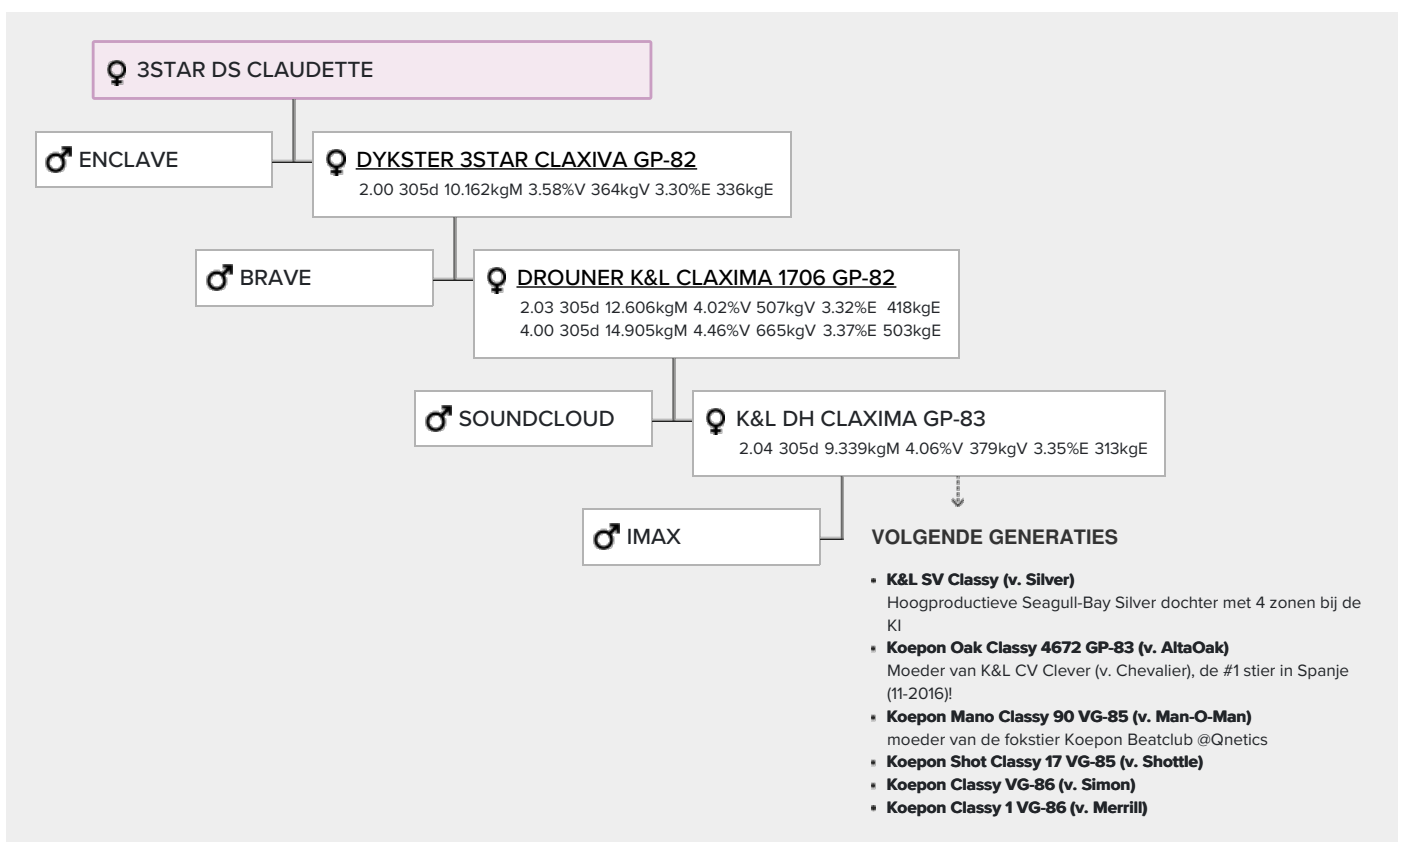 3STAR DS CLAUDETTE
ENCLAVE
DYKSTER 3STAR CLAXIVA GP-82
2.00 305d 10.162kgM 3.58%V 364kgV 3.30%E 336kgE
BRAVE
DROUNER K&L CLAXIMA 1706 GP-82
2.03 305d 12.606kgM 4.02%V 507kgV 3.32%E 418kgE
4.00 305d 14.905kgM 4.46%V 665kgV 3.37%E 503kgE
SOUNDCLOUD
K&L DH CLAXIMA GP-83
2.04 305d 9.339kgM 4.06%V 379kgV 3.35%E 313kgE
IMAX
VOLGENDE GENERATIES
K&L SV Classy (v. Silver)
Hoogproductieve Seagull-Bay Silver dochter met 4 zonen bij de
KI
Koepon Oak Classy 4672 GP-83 (v. AltaOak)
Moeder van K&L CV Clever (v. Chevalier), de #1 stier in Spanje
(11-2016)!
Koepon Mano Classy 90 VG-85 (v. Man-O-Man)
moeder van de fokstier Koepon Beatclub @Qnetics
Koepon Shot Classy 17 VG-85 (v. Shottle)
Koepon Classy VG-86 (v. Simon)
Koepon Classy 1 VG-86 (v. Merrill)